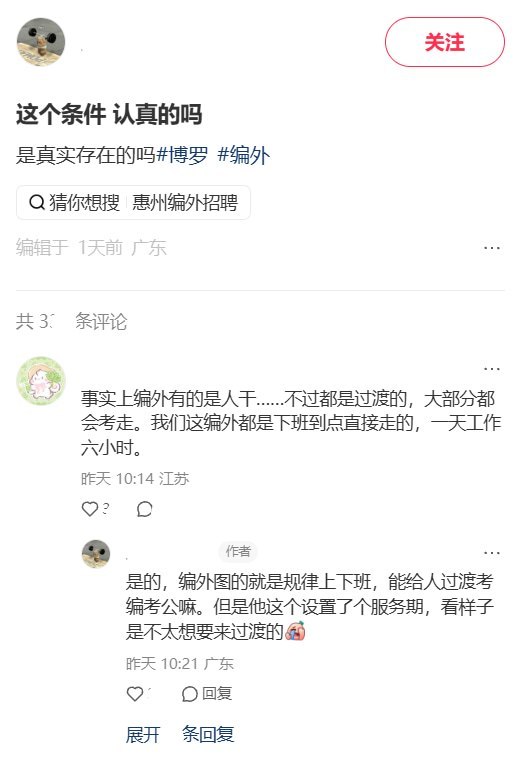 关注
这个条件 认真的吗
是真实存在的吗#博罗 #编外
猜你想搜 惠州编外招聘
编辑于 1天前 广东
共 3 条评论
事实上编外有的是人干......不过都是过渡的，大部分都
会考走。我们这编外都是下班到点直接走的，一天工作
六小时。
昨天 10:14 江苏
作者
是的，编外图的就是规律上下班，能给人过渡考
编考公嘛。但是他这个设置了个服务期，看样子
是不太想要来过渡的
昨天 10:21 广东
回复
展开 条回复